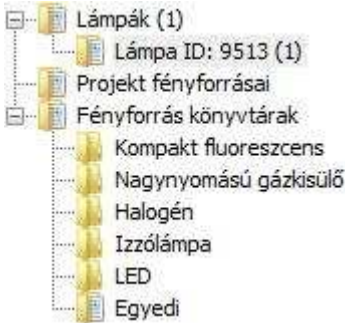 Lámpák (1)
Lámpa ID: 9513 (1)
Projekt fényforrásai
Fényforrás könyvtárak
Kompakt fluoreszcens
Nagynyomású gázkisülő
Halogén
Izzólámpa
LED
Egyedi